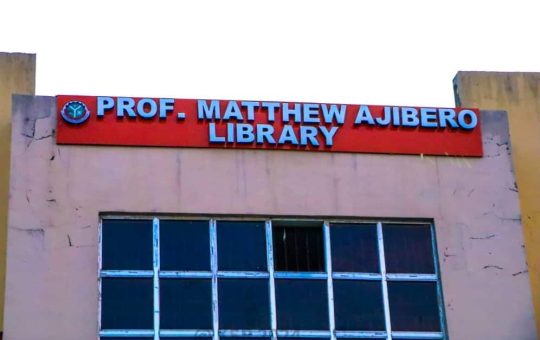 PROF. MATTHEW AJIBERO
LIBRARY